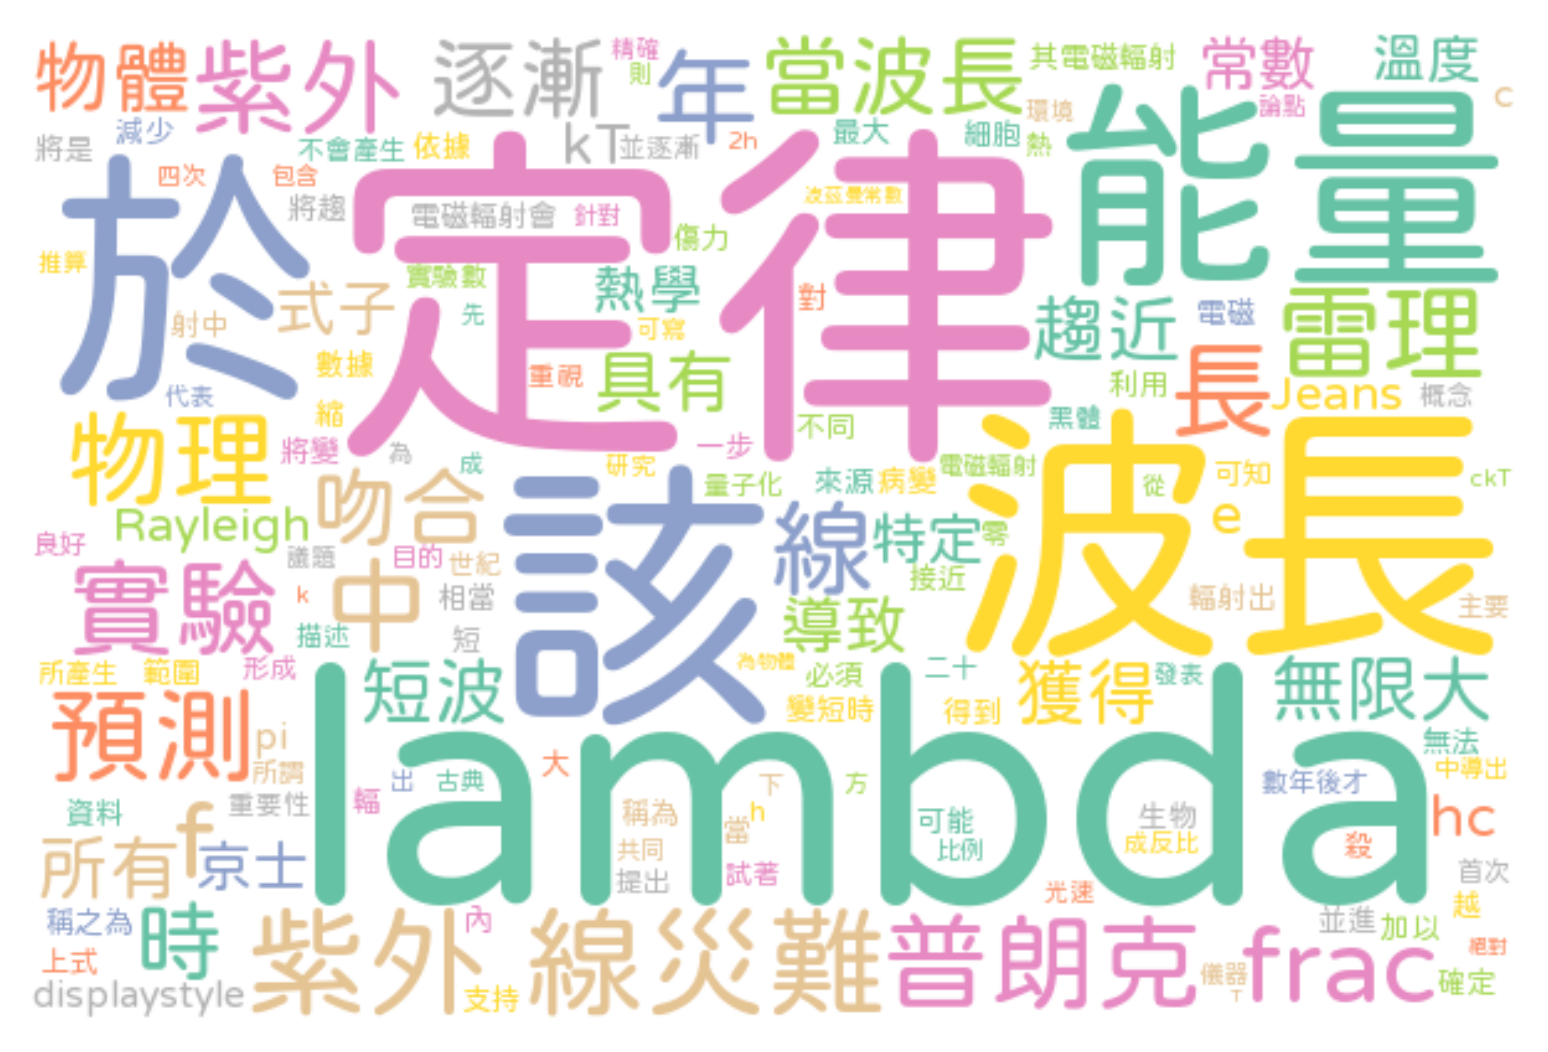 物體 紫外 逐漸 精確 則 年 當波長 其電磁輻射 常數 溫度
將是 減少 不會產生 依據 kT 並逐漸 2h 最大 環境 細胞 熱 論點 c
於 四次 包含 將趨 電磁輻射會 針對 定律 波茲曼常數 能量
推算 射中 式子 實驗數 熱學 傷力 對 趨近 電磁 雷理
代表 數據 先 可寫 重視 具有 不同 利用 長 Jeans 概念
物理 縮 將變 為 成 一步 研究 黑體 波長
Rayleigh 吻合 該 量子化 來源 病變 電磁輻射 從 可知 ckT
良好 議題 目的 世紀 線 特定 零 e
實驗 k 中 相當 導致 接近 輻射出 主要
描述 短
所產生 範圍 形成 短波 為物體 必須 二十 獲得 發表 無限大
預測 pi 所謂 lambda 變短時 得到 無法
資料 重要性 輻 出 古典 大 下 方 數年後才 中導出
所有 f 京士 稱為 當 h 可能 生物 hc
共同 比例 成反比 殺
提出 試著 光速 首次
稱之為 時 紫外 內 線災難 普朗克 並進 加以 越
上式 frac 絕對
displaystyle 支持 儀器 T 確定